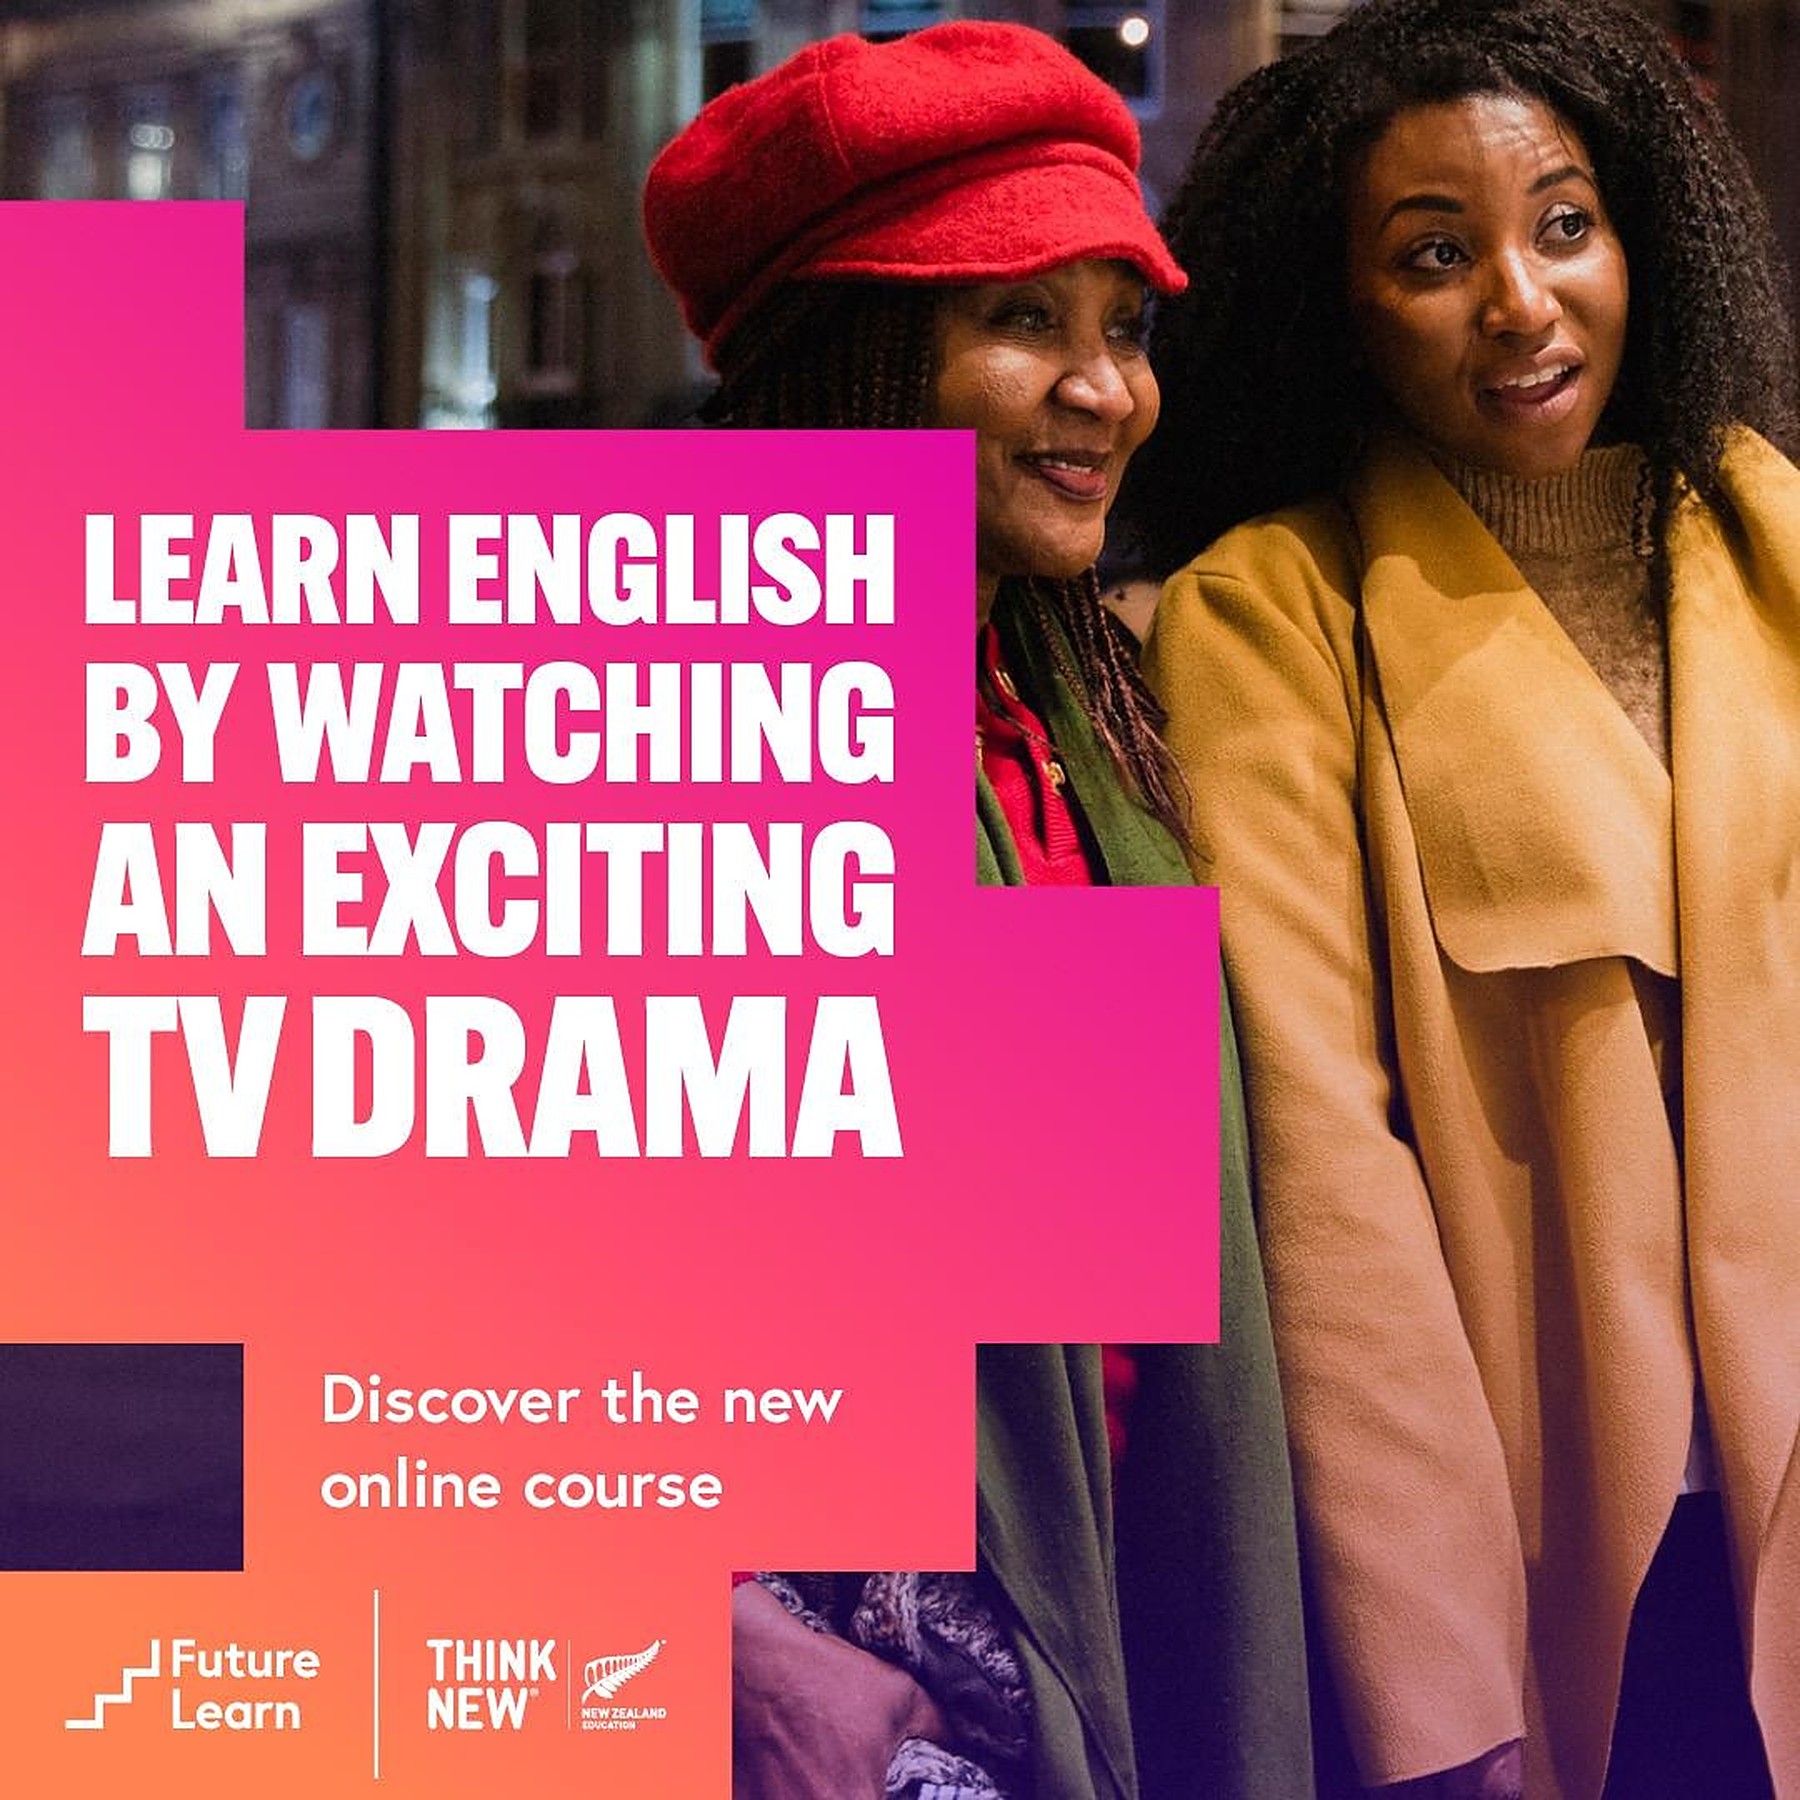 LEARN ENGLISH
BY WATCHING
AN EXCITING
TV DRAMA
Discover the new
online course
Future
Learn
THINK
NEW®
NEW ZEALAND
EDUCATION